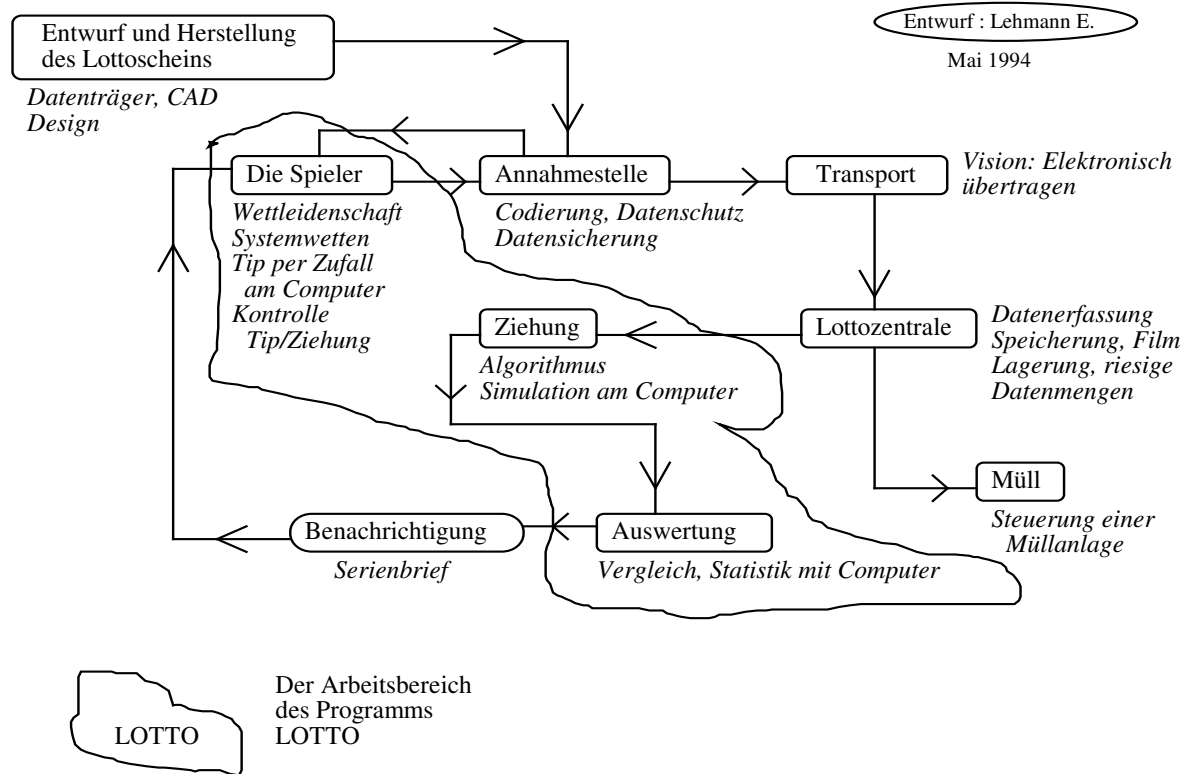 Entwurf und Herstellung
des Lottoscheins
Datenträger, CAD
Design
Entwurf : Lehmann E.
Mai 1994
Die Spieler
Wettleidenschaft
Systemwetten
Tip per Zufall
am Computer
Kontrolle
Tip/Ziehung
Annahmestelle
Codierung, Datenschutz
Datensicherung
Transport
Vision: Elektronisch
übertragen
Ziehung
Algorithmus
Simulation am Computer
Lottozentrale
Datenerfassung
Speicherung, Film
Lagerung, riesige
Datenmengen
Müll
Steuerung einer
Müllanlage
Benachrichtigung
Serienbrief
Auswertung
Vergleich, Statistik mit Computer
LOTTO
Der Arbeitsbereich
des Programms
LOTTO